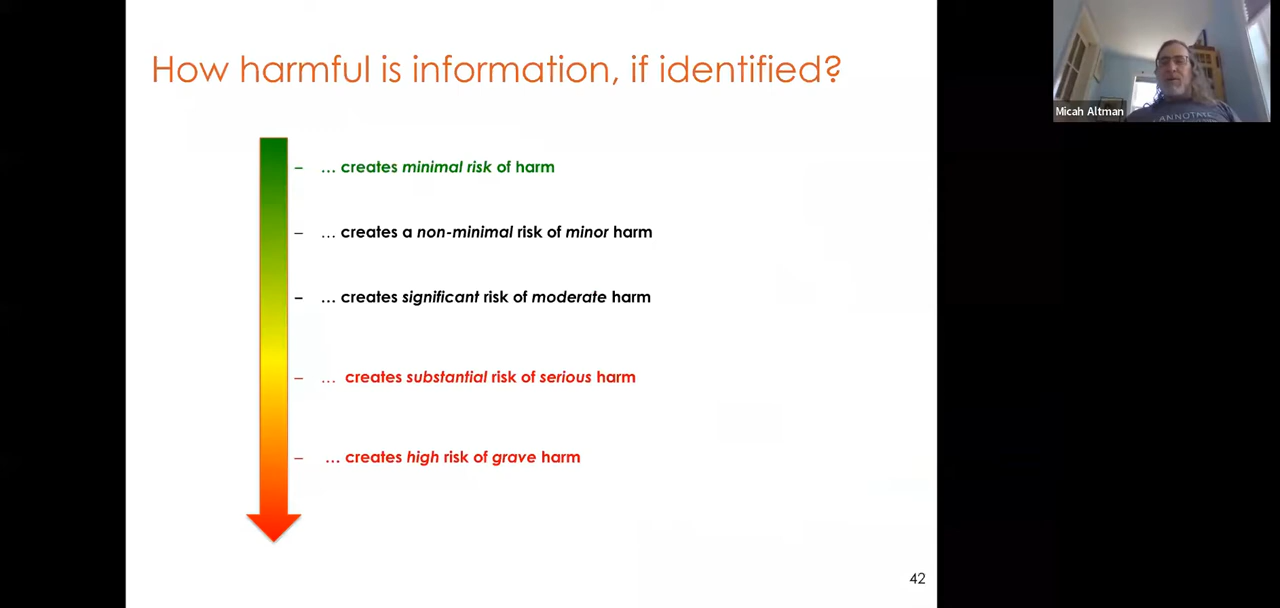 How harmful is information, if identified?
– … creates minimal risk of harm
– … creates a non-minimal risk of minor harm
– … creates significant risk of moderate harm
– … creates substantial risk of serious harm
– … creates high risk of grave harm
42
Micah Altman
ANNOTATE